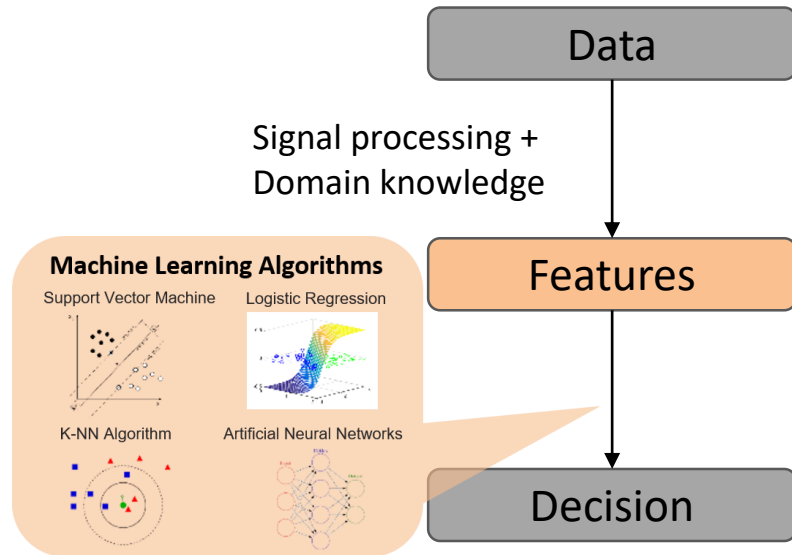 Data
Signal processing +
Domain knowledge
Features
Machine Learning Algorithms
Support Vector Machine
Logistic Regression
K-NN Algorithm
Artificial Neural Networks
Decision